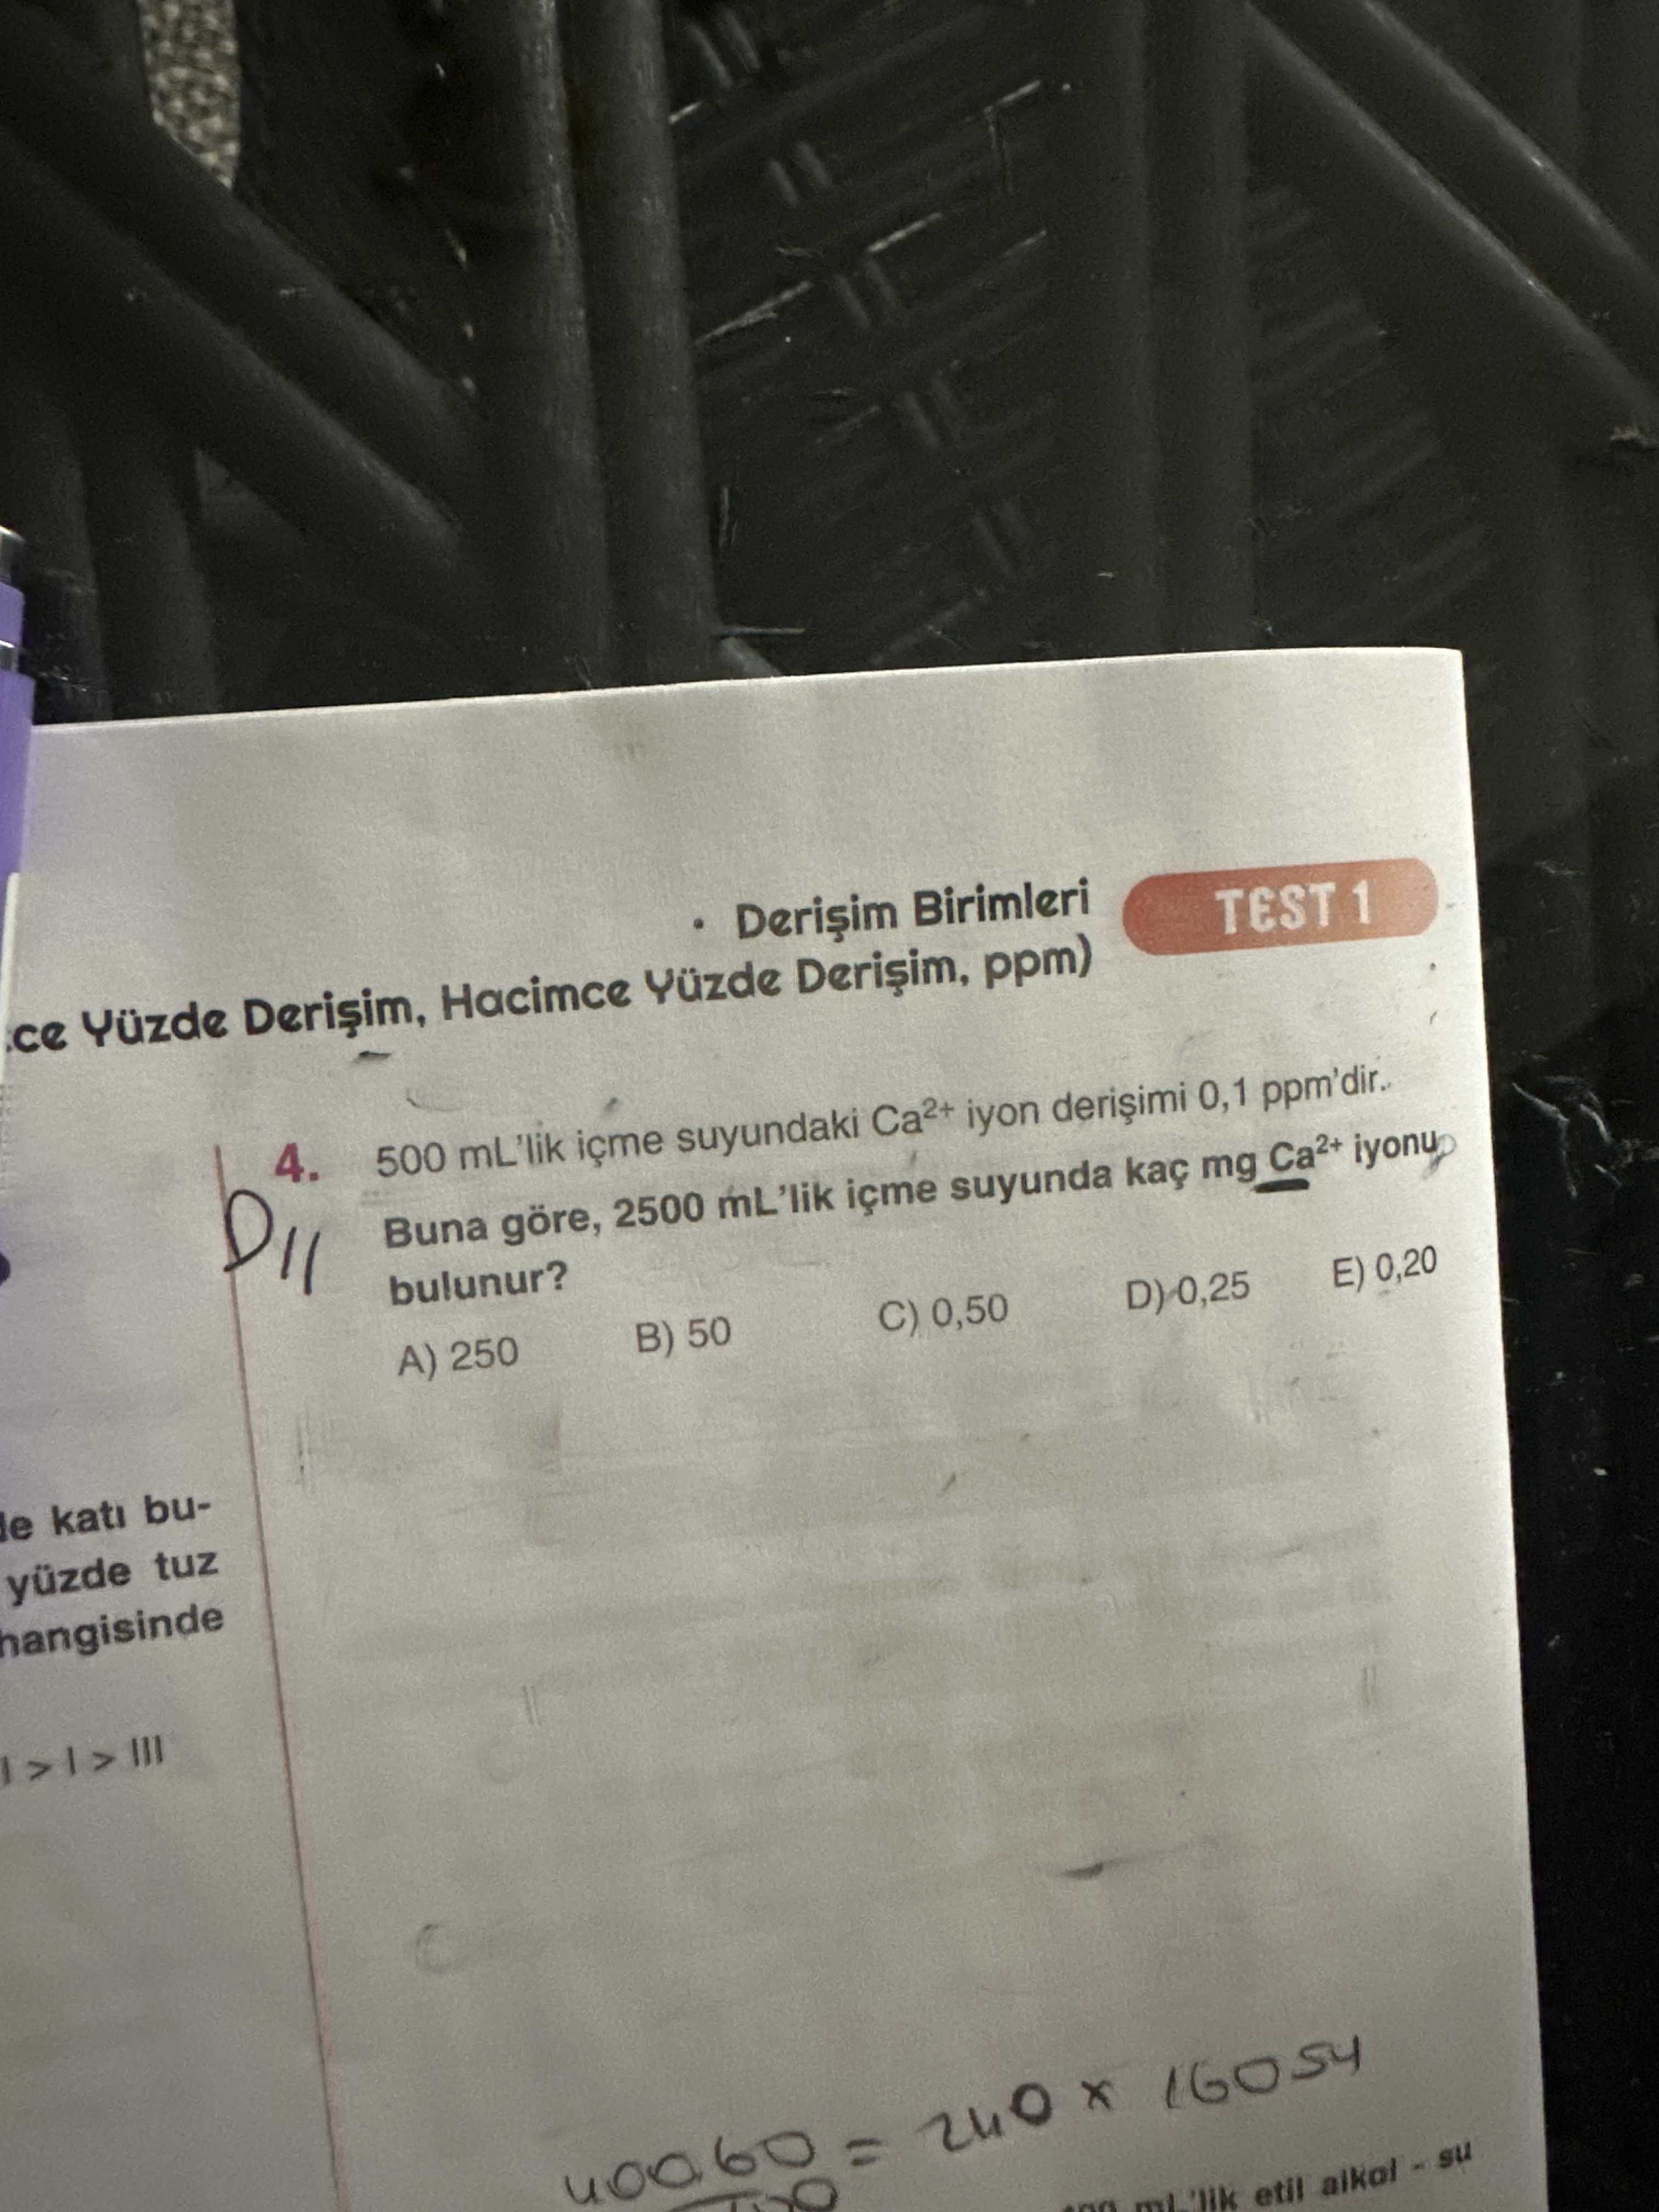 • Derişim Birimleri
TEST 1
ce Yüzde Derişim, Hacimce Yüzde Derişim, ppm)
4. 500 mL'lik içme suyundaki Ca²⁺ iyon derişimi 0,1 ppm'dir.
Buna göre, 2500 mL'lik içme suyunda kaç mg Ca²⁺ iyonu
bulunur?
A) 250 B) 50 C) 0,50 D) 0,25 E) 0,20
D//
de katı bu-
yüzde tuz
hangisinde
I > I > III
= 240 x 16054
mL'lik etil alkol - su